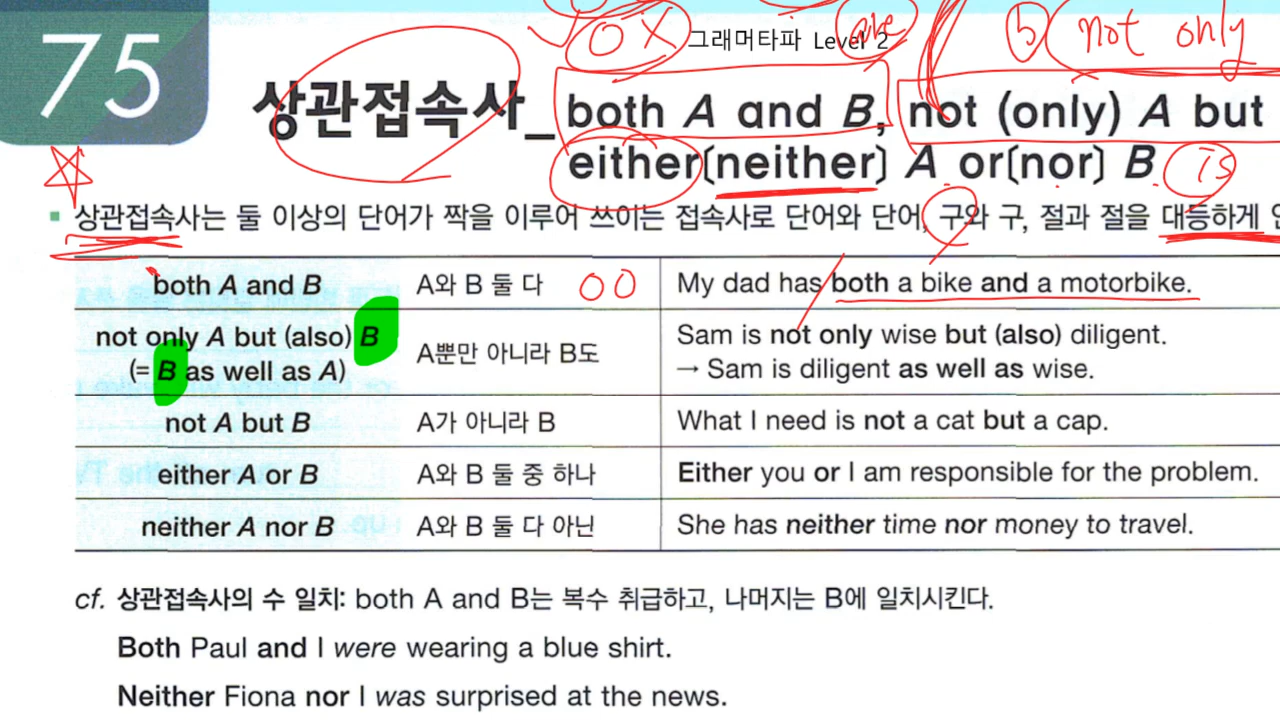 75
O X
그래머타파 Level 2
are
⑤ not only
상관접속사_both A and B, not (only) A but
either(neither) A or(nor) B
is
상관접속사는 둘 이상의 단어가 짝을 이루어 쓰이는 접속사로 단어와 단어, 구와 구, 절과 절을 대등하게
both A and B A와 B 둘 다 O O My dad has both a bike and a motorbike.
not only A but (also) B A뿐만 아니라 B도 Sam is not only wise but (also) diligent.
(= B as well as A) → Sam is diligent as well as wise.
not A but B A가 아니라 B What I need is not a cat but a cap.
either A or B A와 B 둘 중 하나 Either you or I am responsible for the problem.
neither A nor B A와 B 둘 다 아닌 She has neither time nor money to travel.
cf. 상관접속사의 수 일치: both A and B는 복수 취급하고, 나머지는 B에 일치시킨다.
Both Paul and I were wearing a blue shirt.
Neither Fiona nor I was surprised at the news.